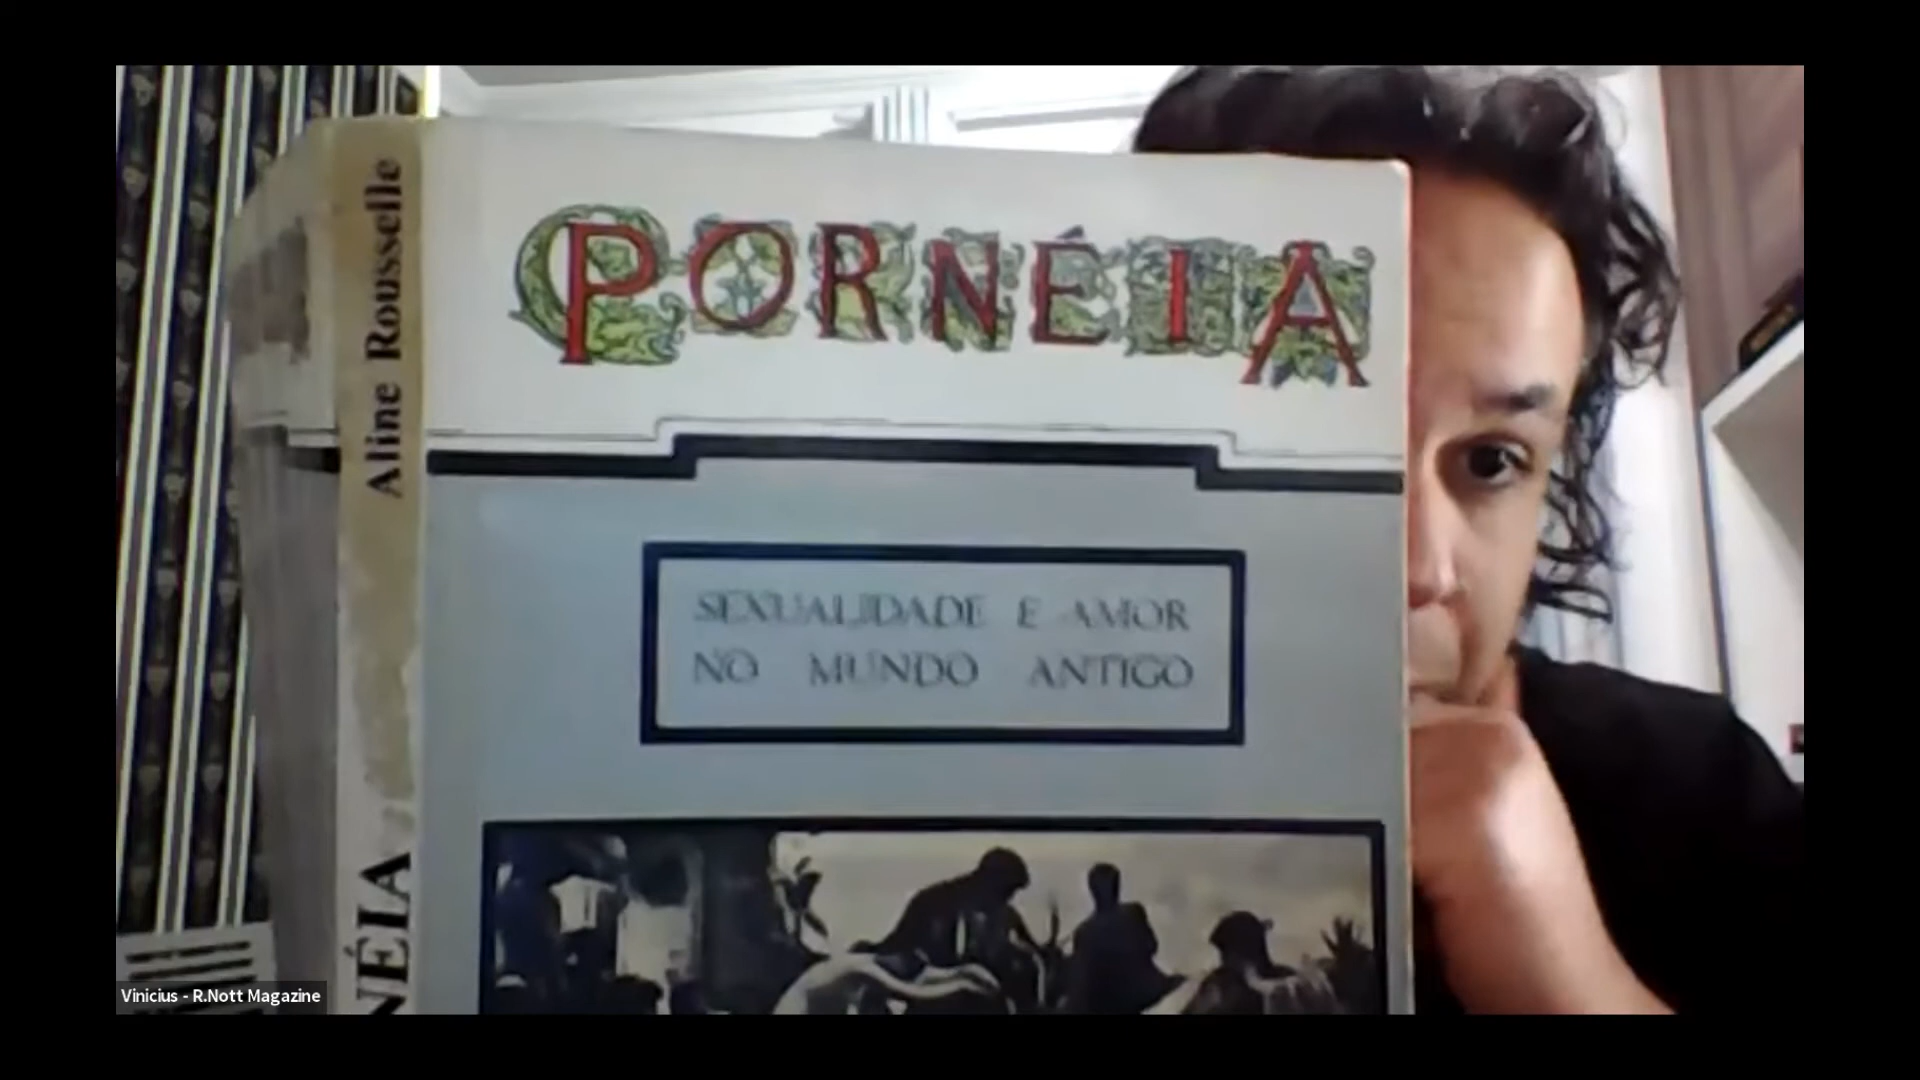 Aline Rousselle
NÉIA
PORNÉIA
SEXUALIDADE E AMOR
NO MUNDO ANTIGO
Vinicius - R.Nott Magazine